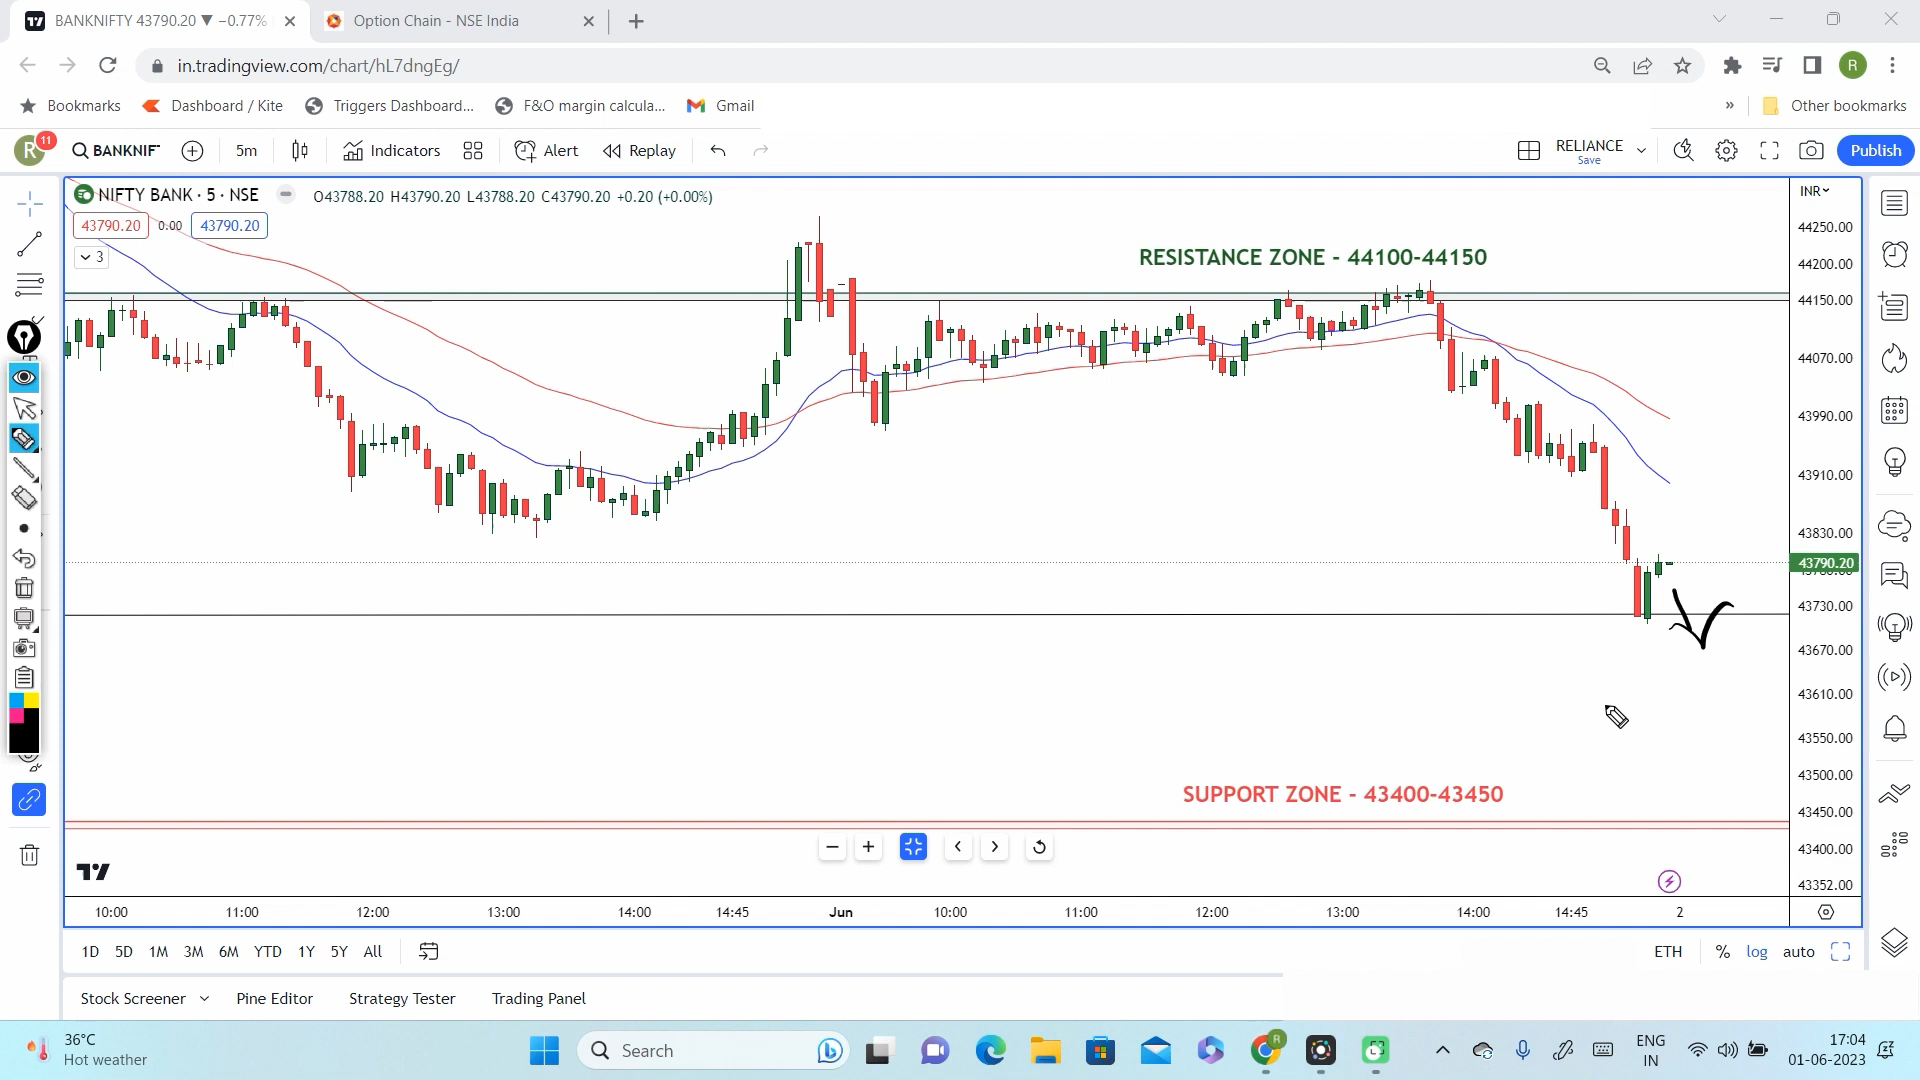 BANKNIFTY 43790.20 ▼ −0.77%
Option Chain - NSE India
in.tradingview.com/chart/hL7dngEg/
R
Bookmarks
Dashboard / Kite
Triggers Dashboard...
F&O margin calcula...
Gmail
»
Other bookmarks
R
11
BANKNIF
5m
Indicators
Alert
Replay
RELIANCE
Save
Publish
NIFTY BANK · 5 · NSE
O43788.20 H43790.20 L43788.20 C43790.20 +0.20 (+0.00%)
INR
43790.20
0.00
43790.20
3
RESISTANCE ZONE - 44100-44150
44250.00
44200.00
44150.00
44070.00
43990.00
43910.00
43830.00
43790.20
43730.00
43670.00
43610.00
43550.00
43500.00
43450.00
43400.00
43352.00
SUPPORT ZONE - 43400-43450
10:00
11:00
12:00
13:00
14:00
14:45
Jun
10:00
11:00
12:00
13:00
14:00
14:45
2
1D
5D
1M
3M
6M
YTD
1Y
5Y
All
ETH
%
log
auto
Stock Screener
Pine Editor
Strategy Tester
Trading Panel
36°C
Hot weather
Search
R
ENG
IN
17:04
01-06-2023